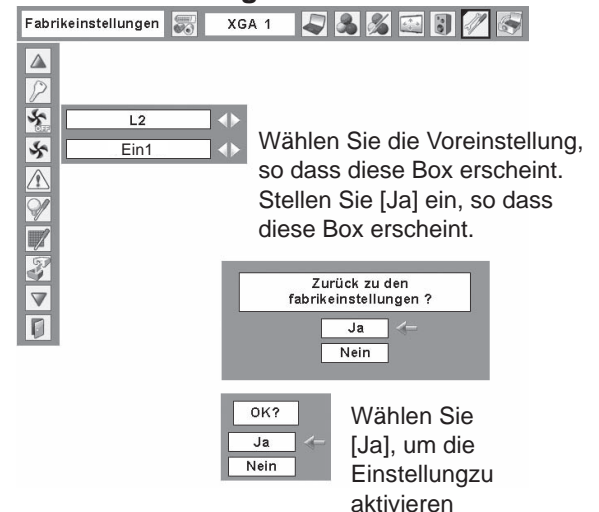 Fabrikeinstellungen XGA 1
OFF
L2
Ein1
Wählen Sie die Voreinstellung,
so dass diese Box erscheint.
Stellen Sie [Ja] ein, so dass
diese Box erscheint.
Zurück zu den
fabrikeinstellungen ?
Ja
Nein
OK?
Ja
Nein
Wählen Sie
[Ja], um die
Einstellungzu
aktivieren